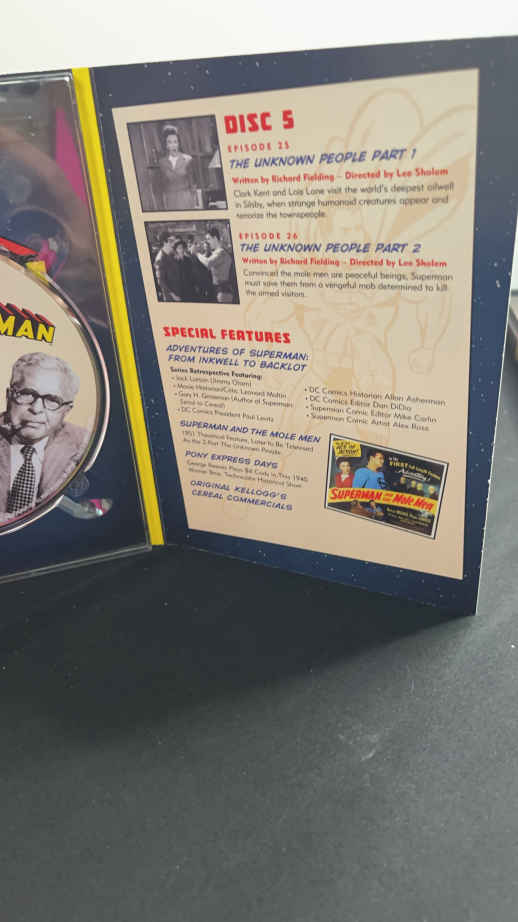 DISC 5
EPISODE 25
THE UNKNOWN PEOPLE PART 1
Written by Richard Fielding – Directed by Lee Sholem
Clark Kent and Lois Lane visit the world's deepest oilwell
in Silsby, when strange humanoid creatures appear and
terrorize the townspeople.
EPISODE 26
THE UNKNOWN PEOPLE PART 2
Written by Richard Fielding – Directed by Lee Sholem
Convinced the mole men are peaceful beings, Superman
must save them from a vengeful mob determined to kill
the armed visitors.
MAN
SPECIAL FEATURES
ADVENTURES OF SUPERMAN:
FROM INKWELL TO BACKLOT
Series Retrospective Featuring:
• Jack Larson (Jimmy Olsen)
• Movie Historian/Critic Leonard Maltin
• Gary H. Grossman (Author of Superman:
Serial to Cereal)
• DC Comics President Paul Levitz
• DC Comics Historian Allan Asherman
• DC Comics Editor Dan DiDio
• Superman Comic Editor Mike Carlin
• Superman Comic Artist Alex Ross
SUPERMAN AND THE MOLE MEN
1951 Theatrical Feature, Later to Be Televised
As the 2-Part The Unknown People
PONY EXPRESS DAYS
George Reeves Plays Bill Cody in This 1940
Warner Bros. Technicolor Historical Short
ORIGINAL KELLOGG'S
CEREAL COMMERCIALS
ACE OF
ACTION!
FIRST
SUPERMAN AND THE Mole Men